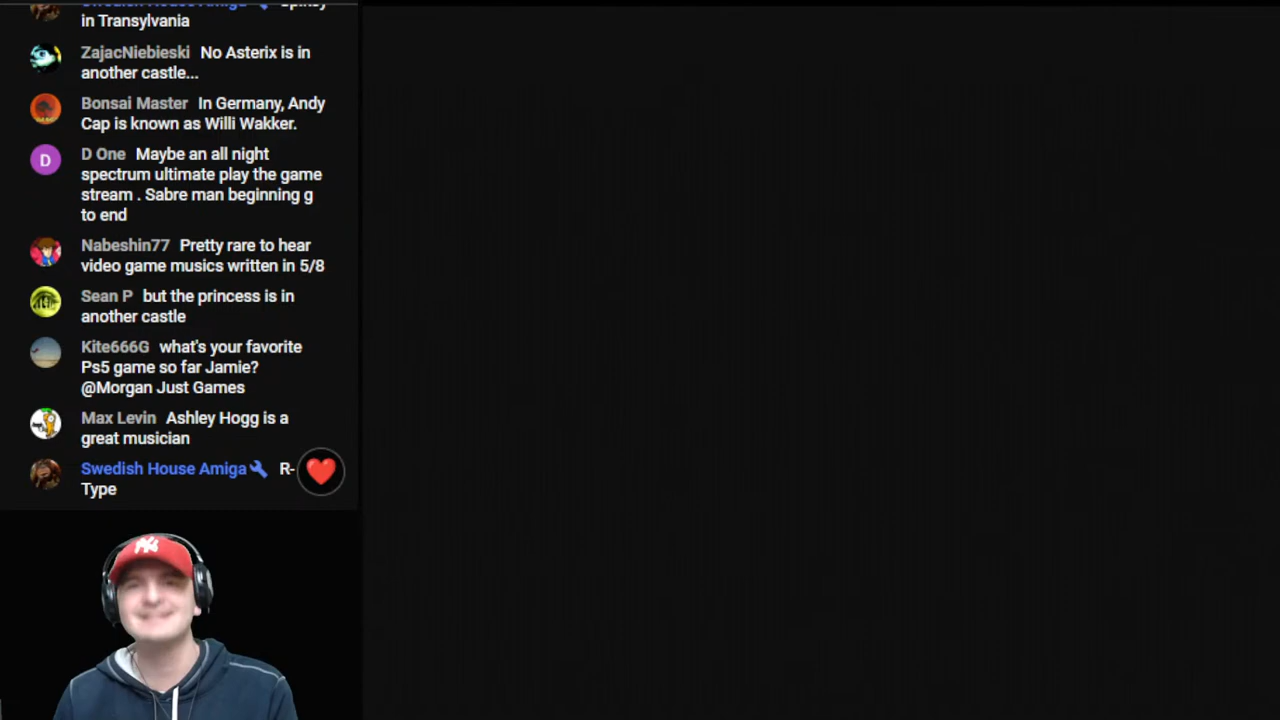 in Transylvania
ZajacNiebieski No Asterix is in
another castle...
Bonsai Master In Germany, Andy
Cap is known as Willi Wakker.
D
D One Maybe an all night
spectrum ultimate play the game
stream . Sabre man beginning g
to end
Nabeshin77 Pretty rare to hear
video game musics written in 5/8
Sean P but the princess is in
another castle
Kite666G what's your favorite
Ps5 game so far Jamie?
@Morgan Just Games
Max Levin Ashley Hogg is a
great musician
Swedish House Amiga R-
Type